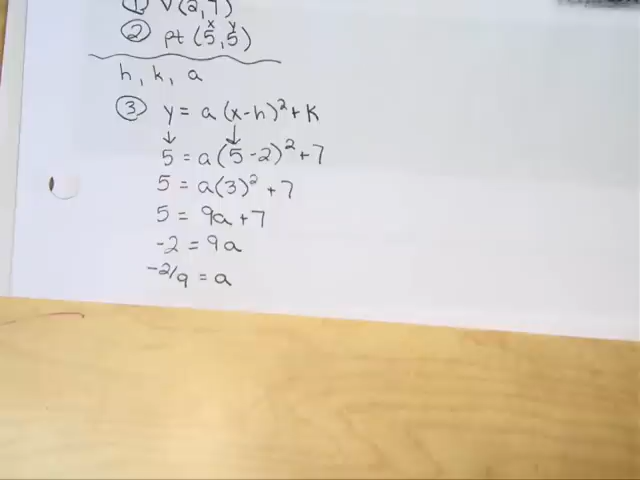 ① V(2,7)
② pt (5,5)
x y
h, k, a
③ y = a (x-h)² + k
5 = a(5-2)² + 7
5 = a(3)² + 7
5 = 9a + 7
-2 = 9a
-2/9 = a